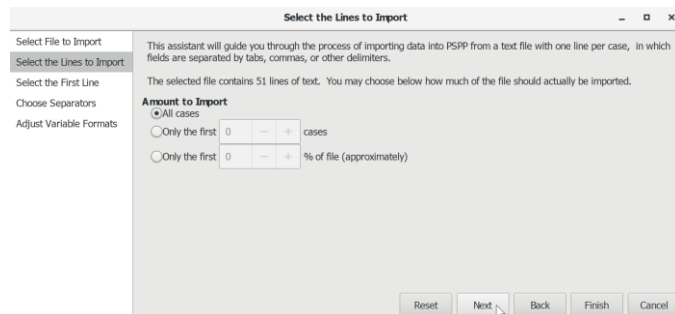 Select the Lines to Import
Select File to Import
Select the Lines to Import
Select the First Line
Choose Separators
Adjust Variable Formats
This assistant will guide you through the process of importing data into PSPP from a text file with one line per case, in which
fields are separated by tabs, commas, or other delimiters.
The selected file contains 51 lines of text. You may choose below how much of the file should actually be imported.
Amount to Import
All cases
Only the first 0 − + cases
Only the first 0 − + % of file (approximately)
Reset Next Back Finish Cancel